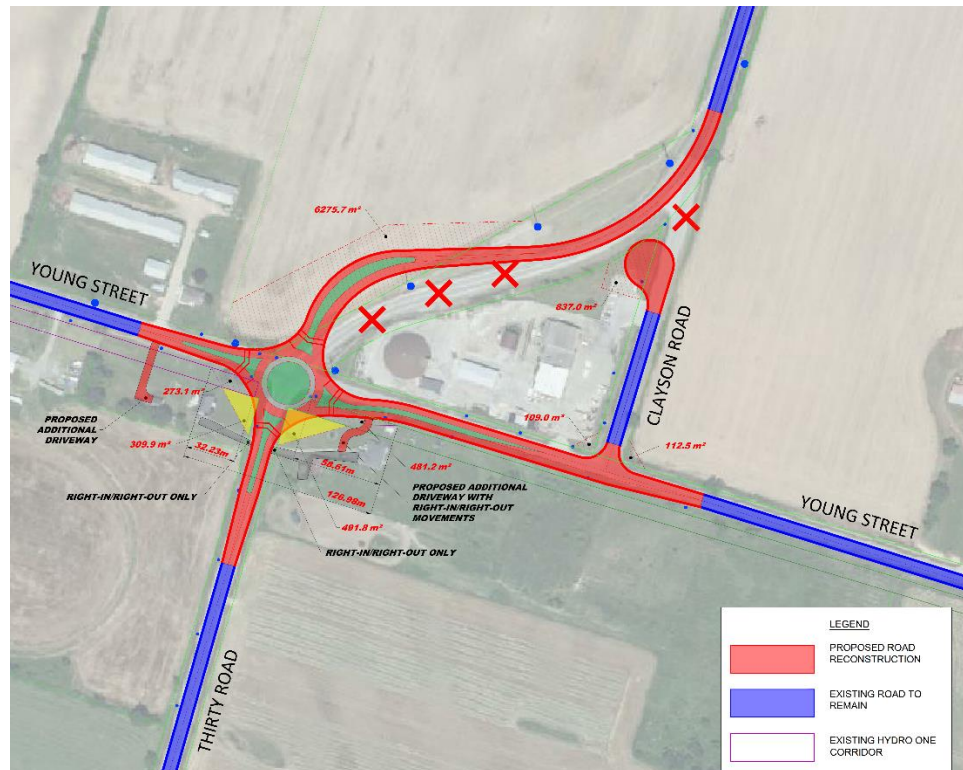 6275.7 m²
YOUNG STREET
837.0 m²
CLAYSON ROAD
273.1 m²
PROPOSED
ADDITIONAL
DRIVEWAY
309.9 m²
32.23m
109.0 m²
112.5 m²
58.61m
481.2 m²
RIGHT-IN/RIGHT-OUT ONLY
126.98m
PROPOSED ADDITIONAL
DRIVEWAY WITH
RIGHT-IN/RIGHT-OUT
MOVEMENTS
491.8 m²
RIGHT-IN/RIGHT-OUT ONLY
YOUNG STREET
THIRTY ROAD
LEGEND
PROPOSED ROAD
RECONSTRUCTION
EXISTING ROAD TO
REMAIN
EXISTING HYDRO ONE
CORRIDOR